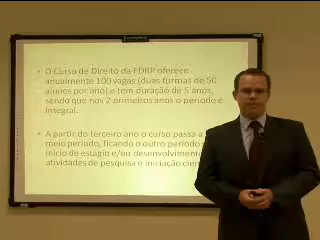 • O Curso de Direito da FDRP oferece
anualmente 100 vagas (duas turmas de 50
alunos por ano) e tem duração de 5 anos,
sendo que nos 2 primeiros anos o período é
integral.
• A partir do terceiro ano o curso passa a
meio período, ficando o outro período
início de estágio e/ou desenvolvimento
atividades de pesquisa e iniciação